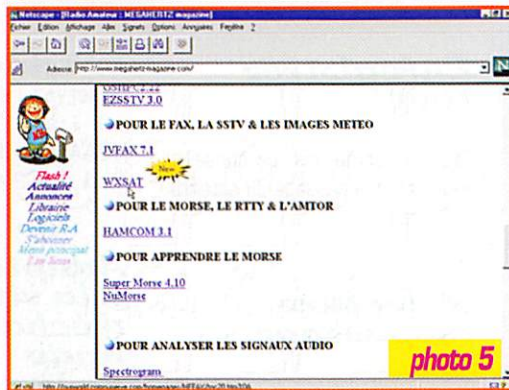 Netscape - [Radio Amateur : MEGAHERTZ magazine]
Fichier Edition Affichage Aller Signets Options Annuaires Fenêtre ?
Adresse: http://www.megahertz-magazine.com/
EZSSTV 3.0
POUR LE FAX, LA SSTV & LES IMAGES METEO
JVFAX 7.1
New
WXSAT
POUR LE MORSE, LE RTTY & L'AMTOR
HAMCOM 3.1
POUR APPRENDRE LE MORSE
Super Morse 4.10
NuMorse
POUR ANALYSER LES SIGNAUX AUDIO
Spectrogram
Flash !
Actualité
Annonces
Librairie
Logiciels
Devenir R.A
S'abonner
Menu principal
Les liens
photo 5